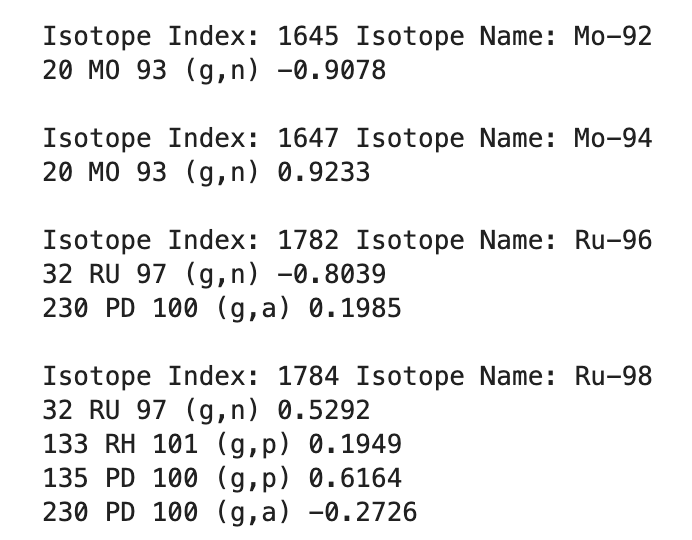 Isotope Index: 1645 Isotope Name: Mo-92
20 MO 93 (g,n) -0.9078
Isotope Index: 1647 Isotope Name: Mo-94
20 MO 93 (g,n) 0.9233
Isotope Index: 1782 Isotope Name: Ru-96
32 RU 97 (g,n) -0.8039
230 PD 100 (g,a) 0.1985
Isotope Index: 1784 Isotope Name: Ru-98
32 RU 97 (g,n) 0.5292
133 RH 101 (g,p) 0.1949
135 PD 100 (g,p) 0.6164
230 PD 100 (g,a) -0.2726